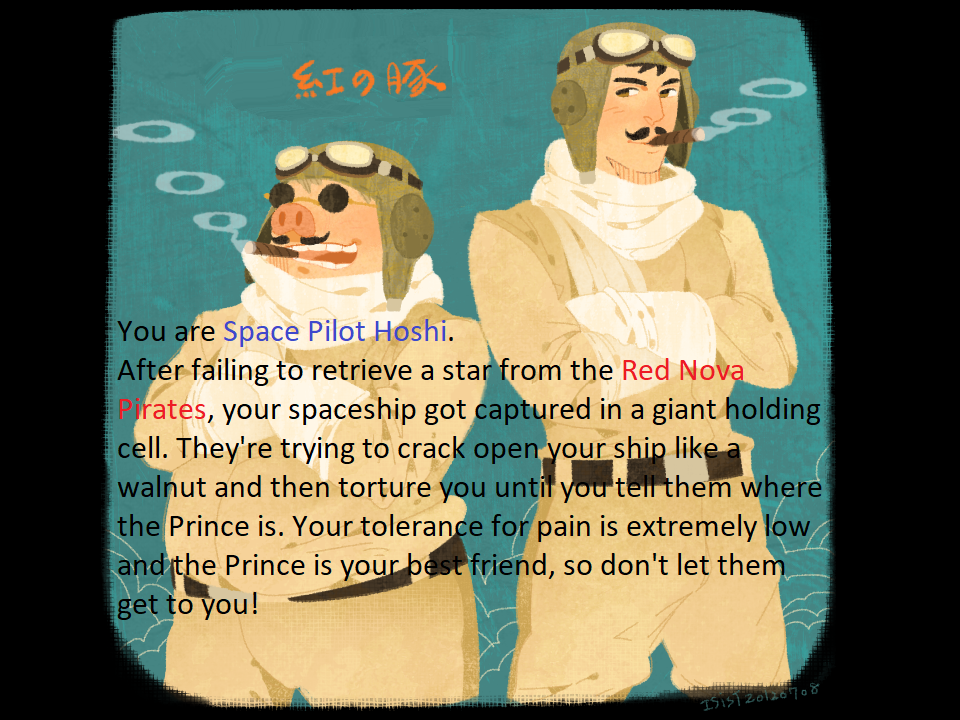 紅の豚
You are Space Pilot Hoshi.
After failing to retrieve a star from the Red Nova
Pirates, your spaceship got captured in a giant holding
cell. They're trying to crack open your ship like a
walnut and then torture you until you tell them where
the Prince is. Your tolerance for pain is extremely low
and the Prince is your best friend, so don't let them
get to you!
ISIS1 20120708